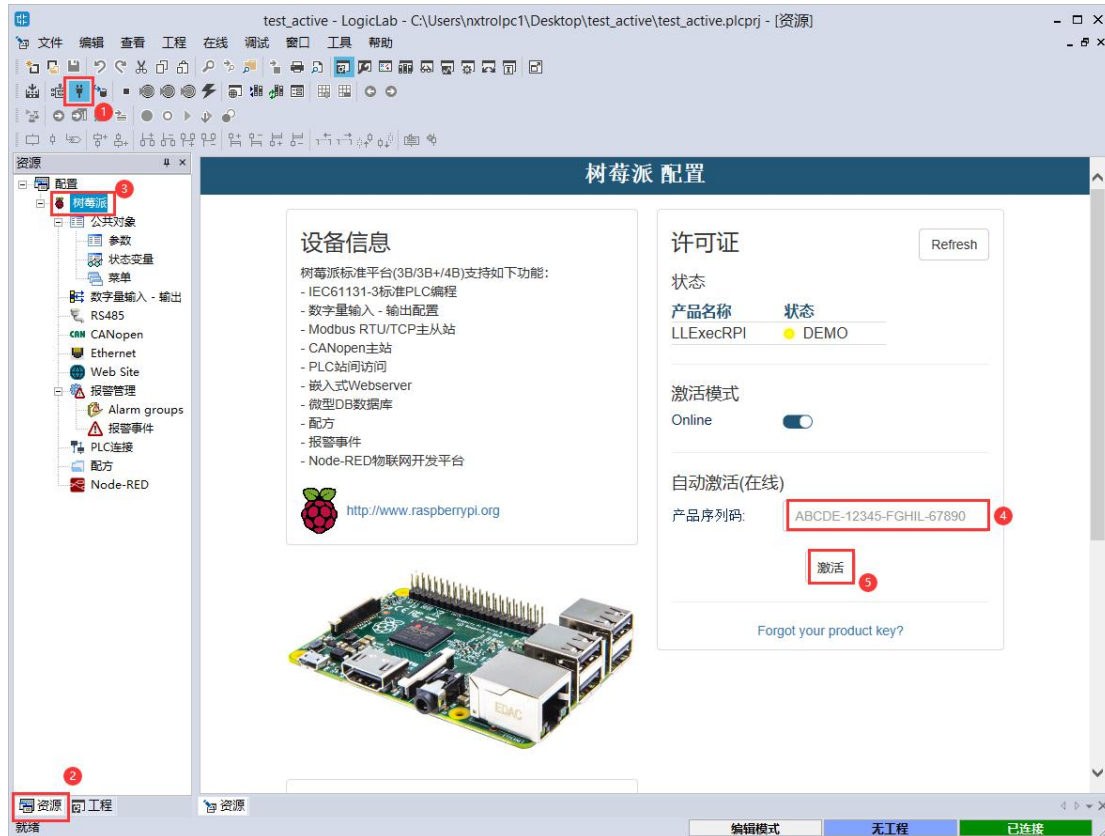 test_active - LogicLab - C:\Users\nxtrolpc1\Desktop\test_active\test_active.plcprj - [资源]
文件 编辑 查看 工程 在线 调试 窗口 工具 帮助
1
资源
配置
3
树莓派
公共对象
参数
状态变量
菜单
数字量输入 - 输出
RS485
CAN CANopen
Ethernet
Web Site
报警管理
Alarm groups
报警事件
PLC连接
配方
Node-RED
2
资源 工程
树莓派 配置
设备信息
树莓派标准平台(3B/3B+/4B)支持如下功能:
- IEC61131-3标准PLC编程
- 数字量输入 - 输出配置
- Modbus RTU/TCP主从站
- CANopen主站
- PLC站间访问
- 嵌入式Webserver
- 微型DB数据库
- 配方
- 报警事件
- Node-RED物联网开发平台
http://www.raspberrypi.org
EDAC
许可证
Refresh
状态
产品名称 状态
LLExecRPI DEMO
激活模式
Online
自动激活(在线)
产品序列码: ABCDE-12345-FGHIL-67890 4
激活
5
Forgot your product key?
资源
就绪 编辑模式 无工程 已连接